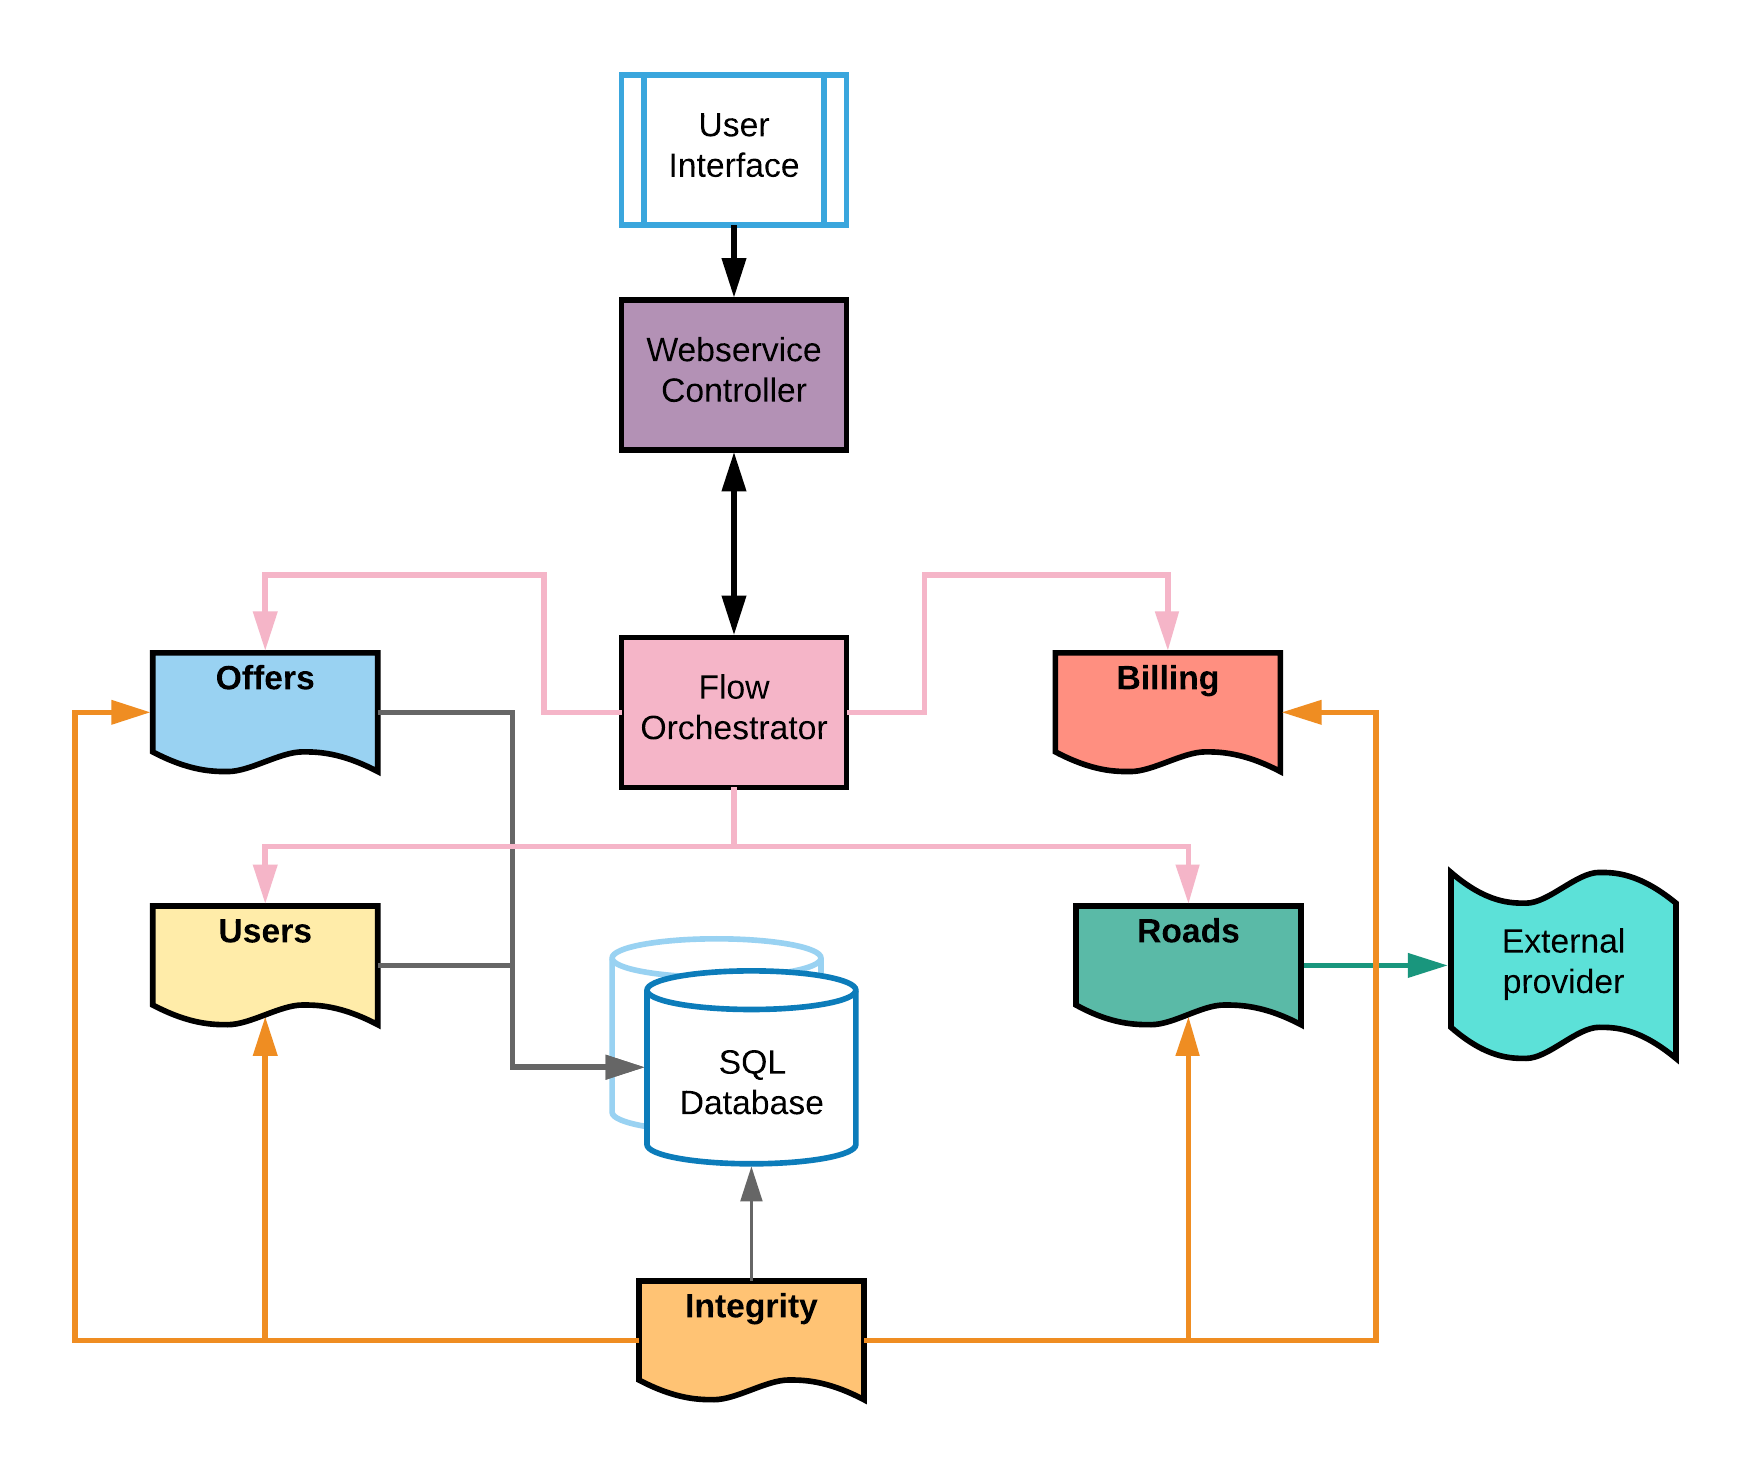 User
Interface
Webservice
Controller
Flow
Orchestrator
Offers
Billing
Users
Roads
External
provider
SQL
Database
Integrity